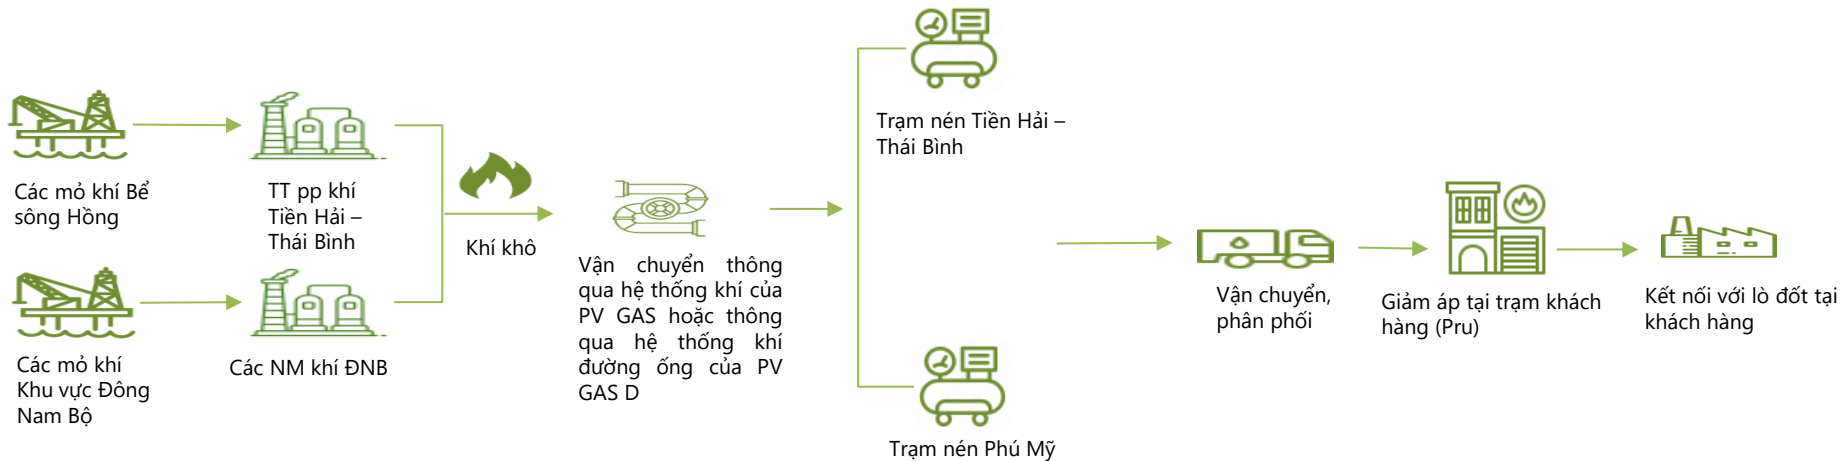 Các mỏ khí Bể
sông Hồng
TT pp khí
Tiền Hải –
Thái Bình
Các mỏ khí
Khu vực Đông
Nam Bộ
Các NM khí ĐNB
Khí khô
Vận chuyển thông
qua hệ thống khí của
PV GAS hoặc thông
qua hệ thống khí
đường ống của PV
GAS D
Trạm nén Tiền Hải –
Thái Bình
Trạm nén Phú Mỹ
Vận chuyển,
phân phối
Giảm áp tại trạm khách
hàng (Pru)
Kết nối với lò đốt tại
khách hàng